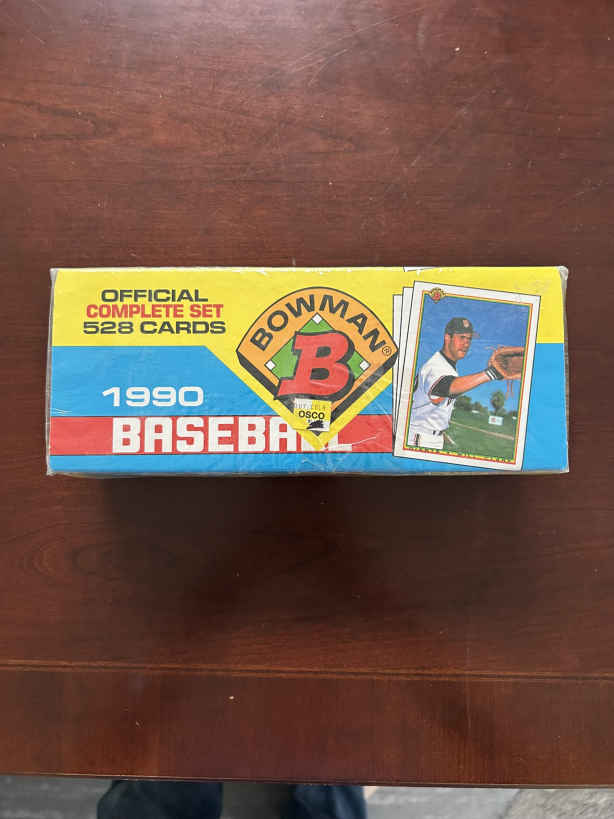 OFFICIAL
COMPLETE SET
528 CARDS
BOWMAN®
B
1990
BASEBALL
OSCO